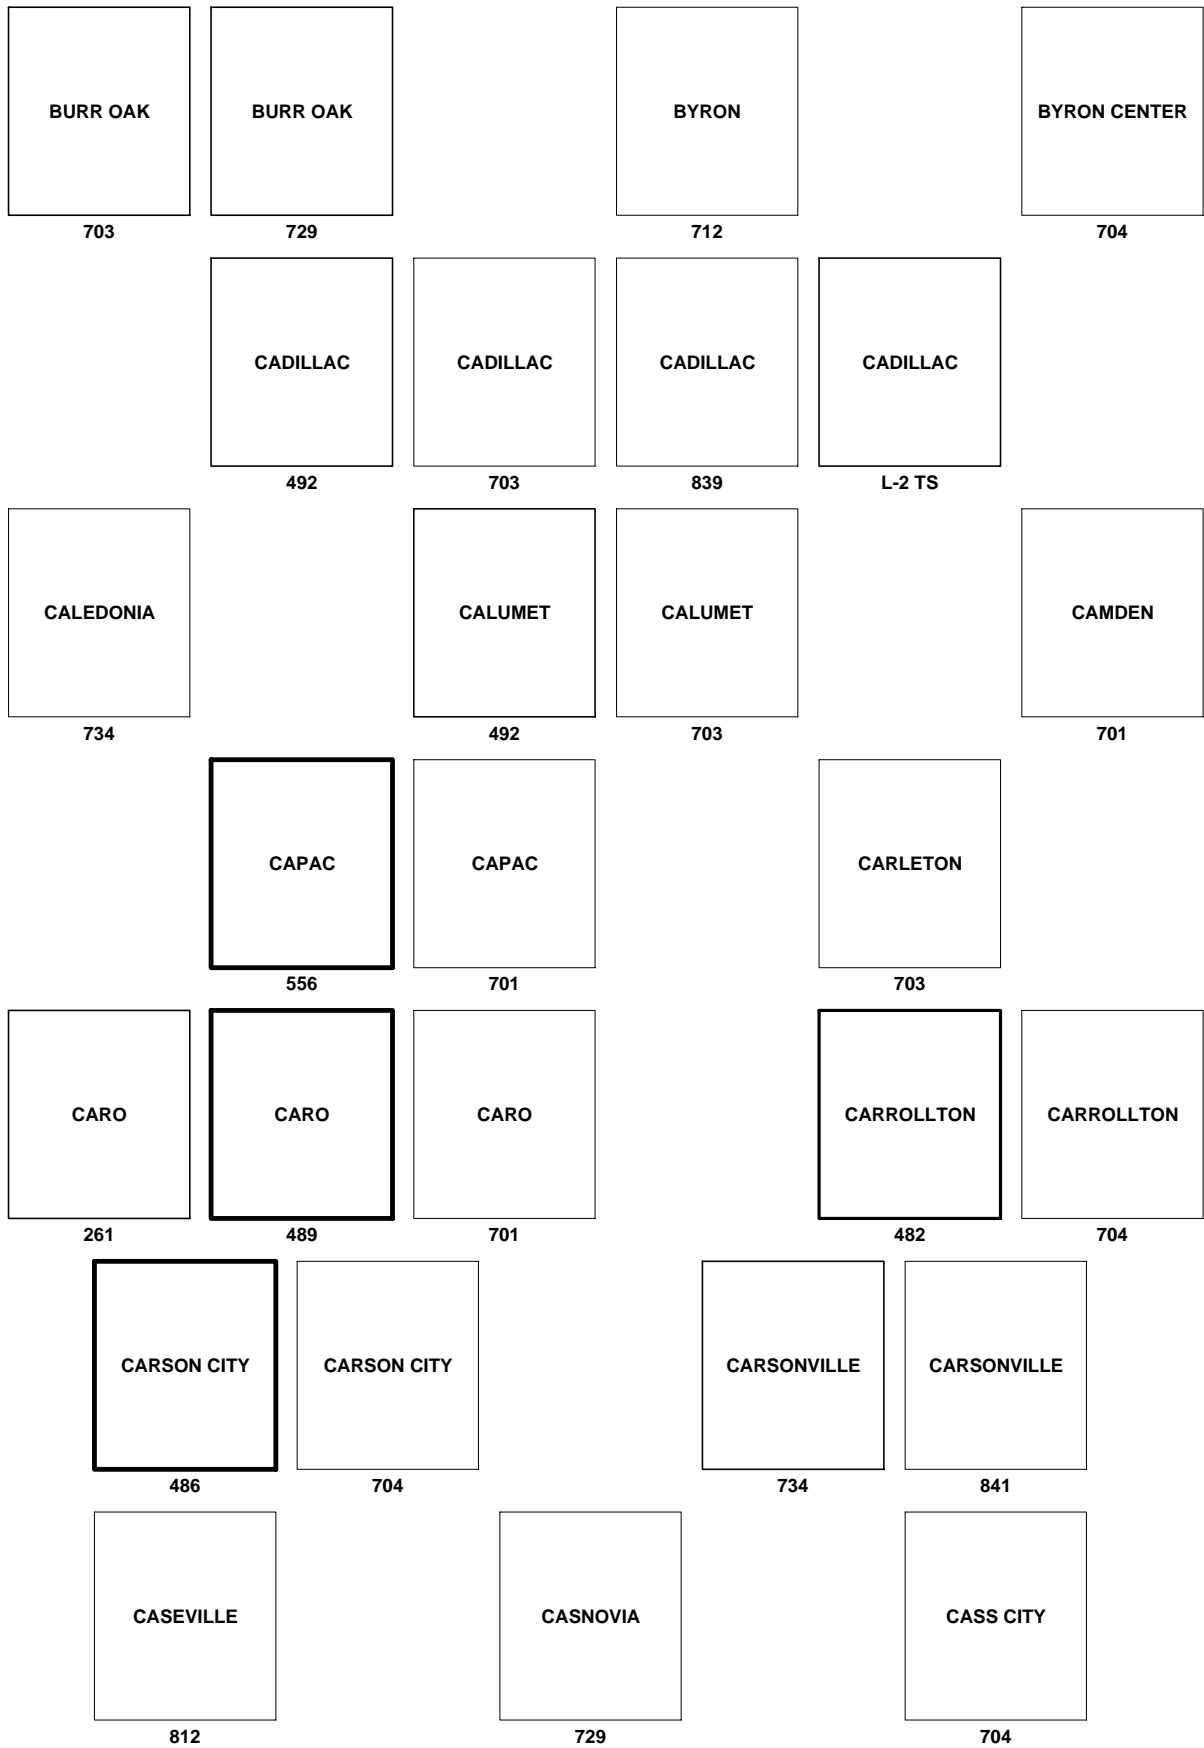 BURR OAK BURR OAK BYRON BYRON CENTER
703 729 712 704
CADILLAC CADILLAC CADILLAC CADILLAC
492 703 839 L-2 TS
CALEDONIA CALUMET CALUMET CAMDEN
734 492 703 701
CAPAC CAPAC CARLETON
556 701 703
CARO CARO CARO CARROLLTON CARROLLTON
261 489 701 482 704
CARSON CITY CARSON CITY CARSONVILLE CARSONVILLE
486 704 734 841
CASEVILLE CASNOVIA CASS CITY
812 729 704